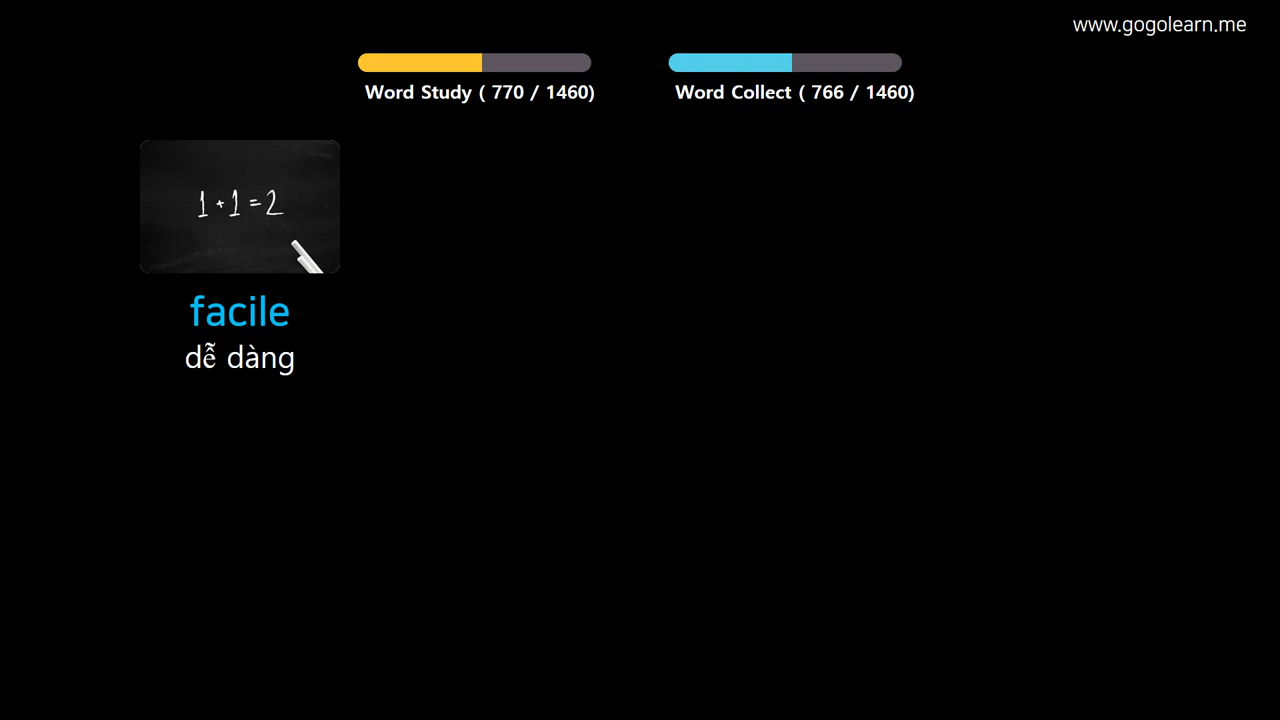 www.gogolearn.me
Word Study ( 770 / 1460)
Word Collect ( 766 / 1460)
1+1=2
facile
dễ dàng